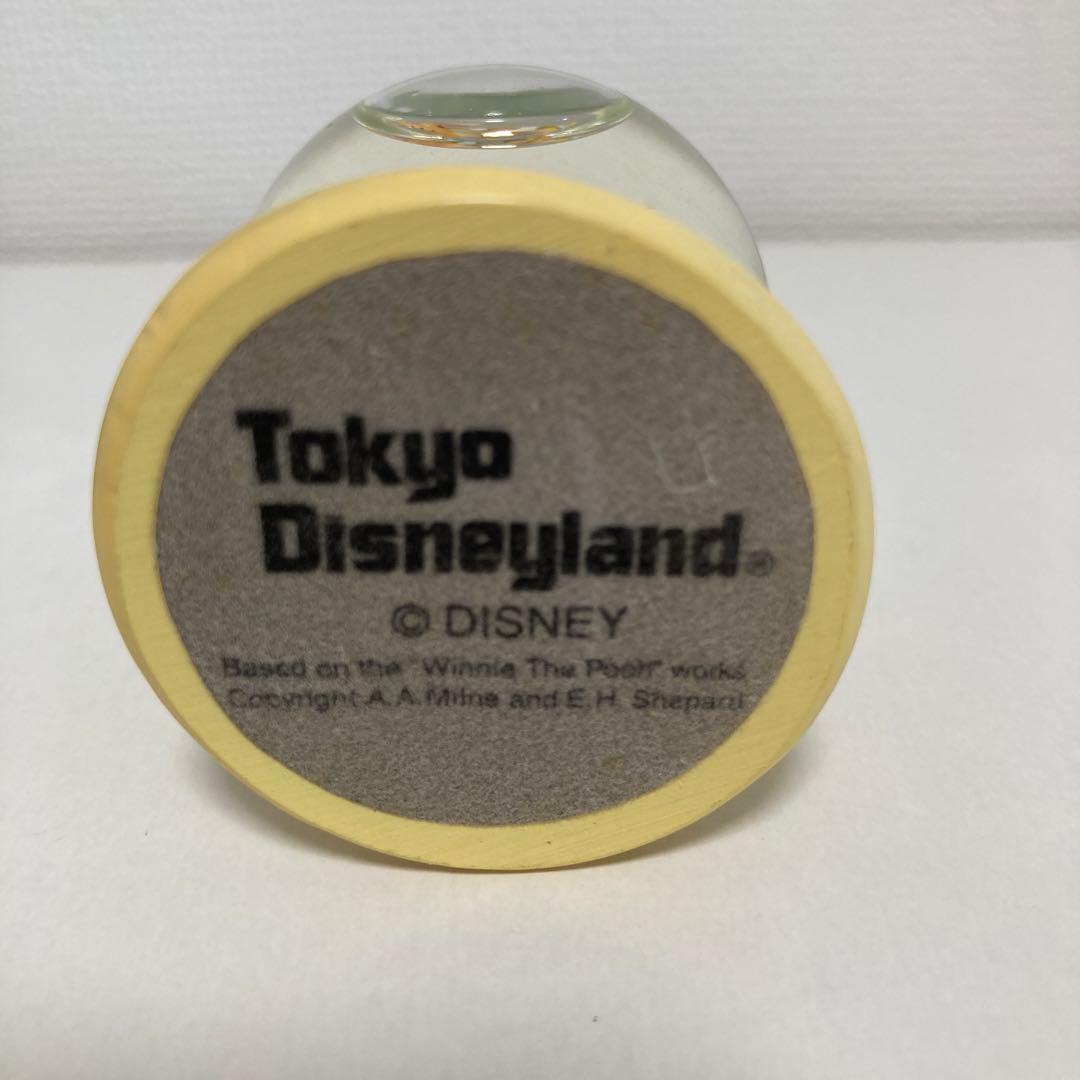 Tokyo
Disneyland®
© DISNEY
Based on the "Winnie The Pooh" works
Copyright A.A.Milne and E.H. Shepard